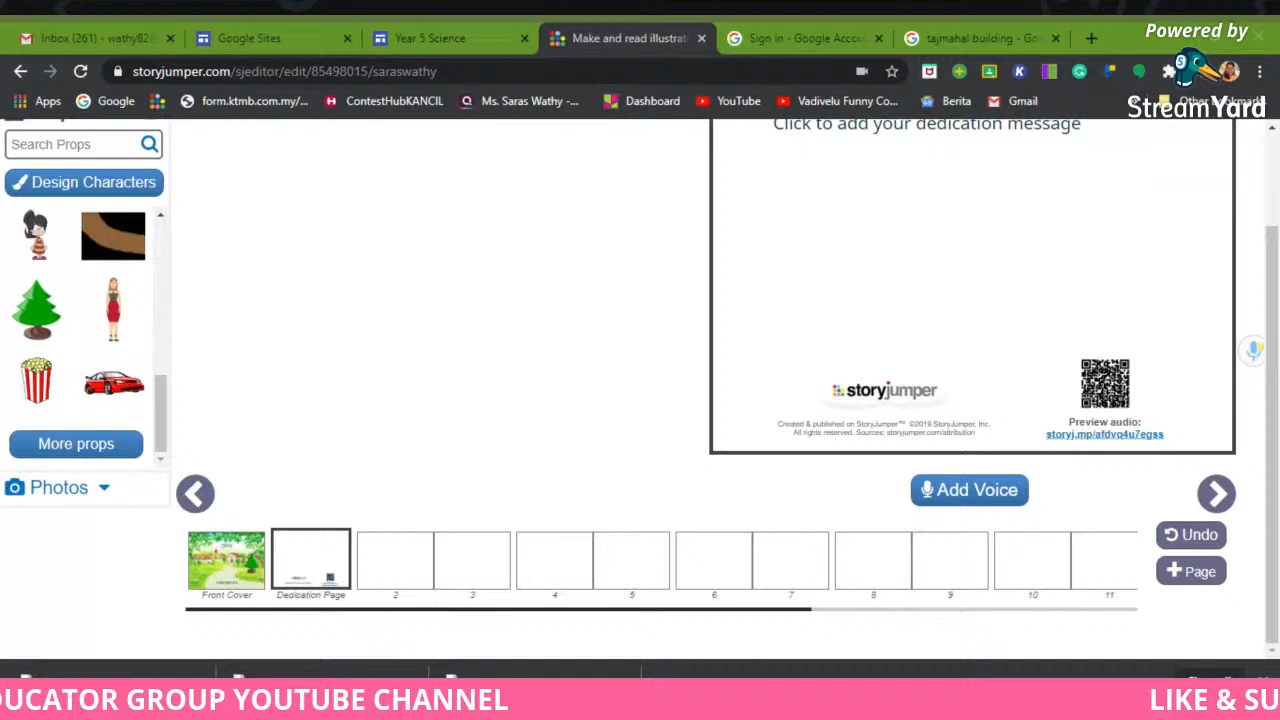 Powered by
StreamYard
Inbox (261) - wathy82@
Google Sites
Year 5 Science
Make and read illustrat
Sign in - Google Accou
tajmahal building - Go
storyjumper.com/sjeditor/edit/85498015/saraswathy
Apps
Google
form.ktmb.com.my/...
ContestHubKANCIL
Ms. Saras Wathy -...
Dashboard
YouTube
Vadivelu Funny Co...
Berita
Gmail
Other bookmarks
Search Props
Design Characters
More props
Photos
Click to add your dedication message
storyjumper
Created & published on StoryJumper™ ©2019 StoryJumper, Inc.
All rights reserved. Sources: storyjumper.com/attribution
Preview audio:
storyj.mp/afdvq4u7egss
Add Voice
Undo
Page
Front Cover
Dedication Page
2
3
4
5
6
7
8
9
10
11
DUCATOR GROUP YOUTUBE CHANNEL
LIKE & SU